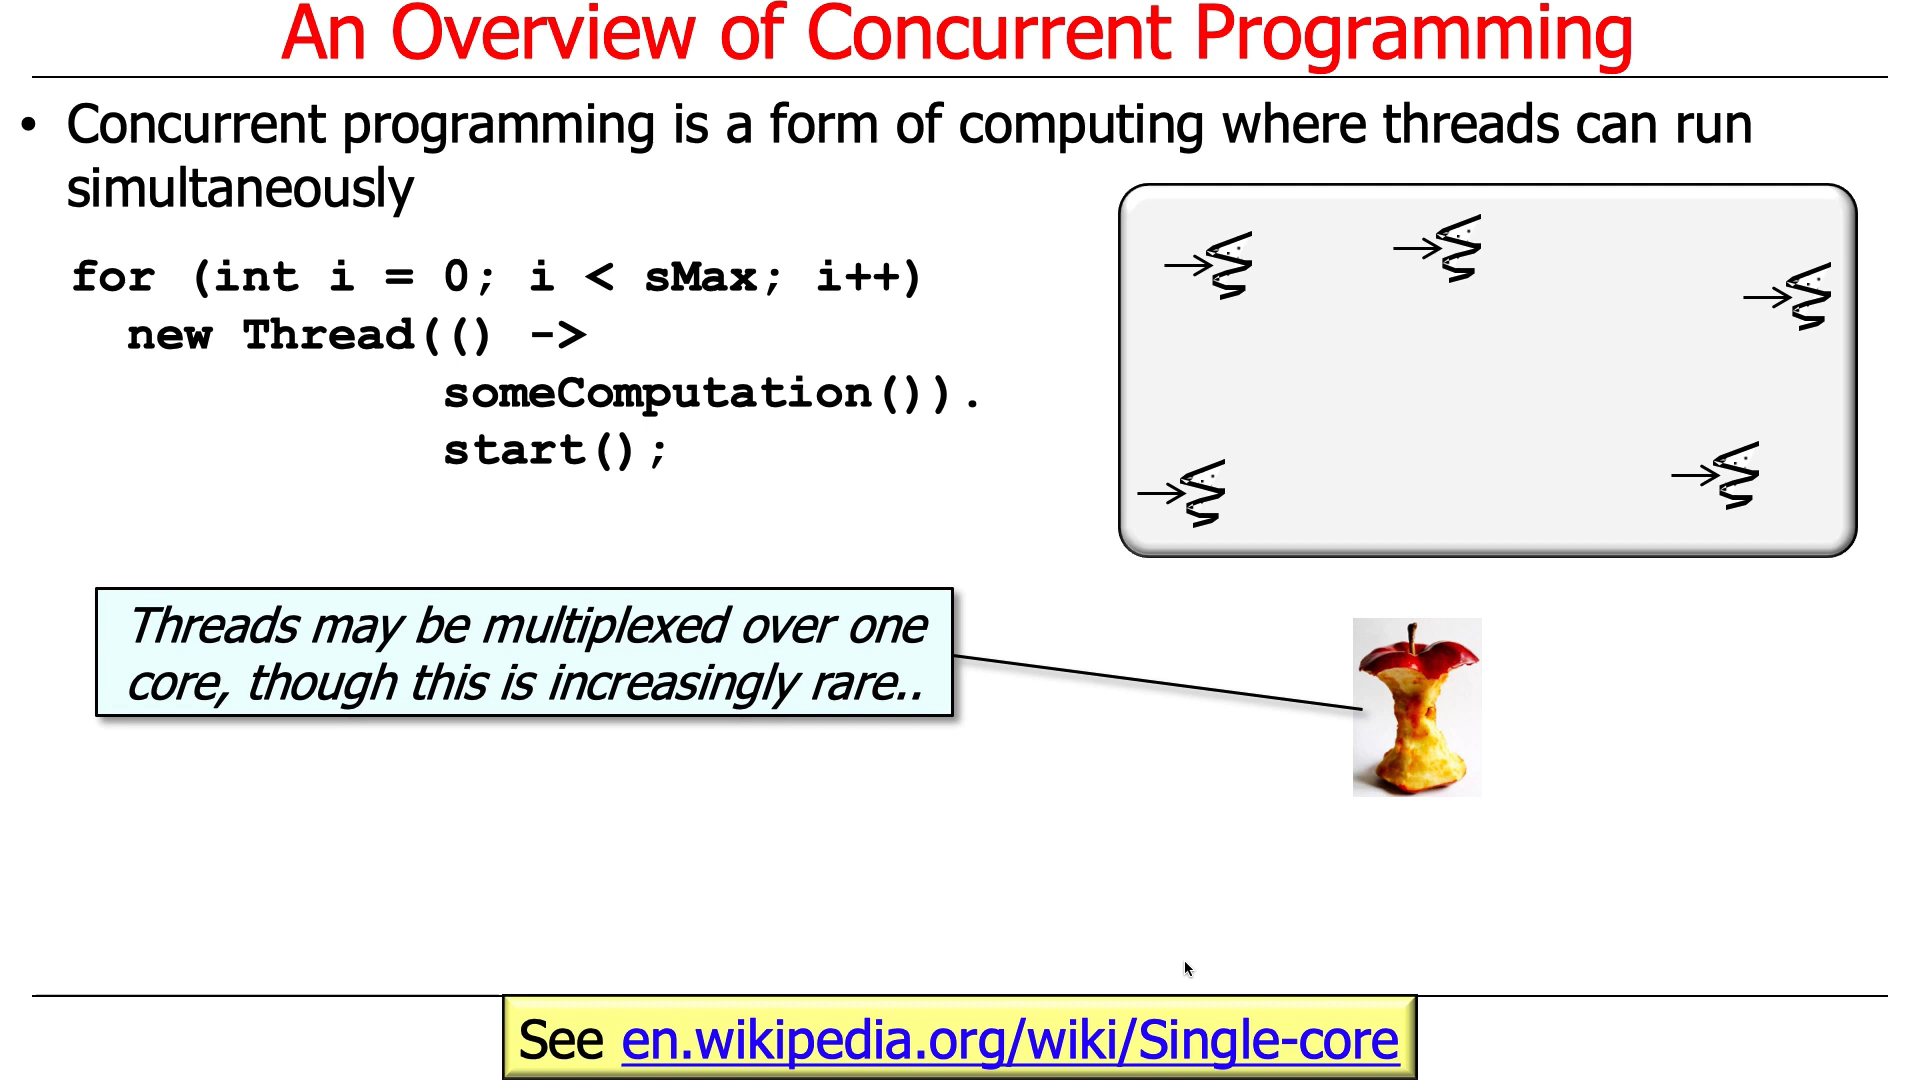 An Overview of Concurrent Programming
• Concurrent programming is a form of computing where threads can run
simultaneously
for (int i = 0; i < sMax; i++)
new Thread(() ->
someComputation()).
start();
Threads may be multiplexed over one
core, though this is increasingly rare..
See en.wikipedia.org/wiki/Single-core